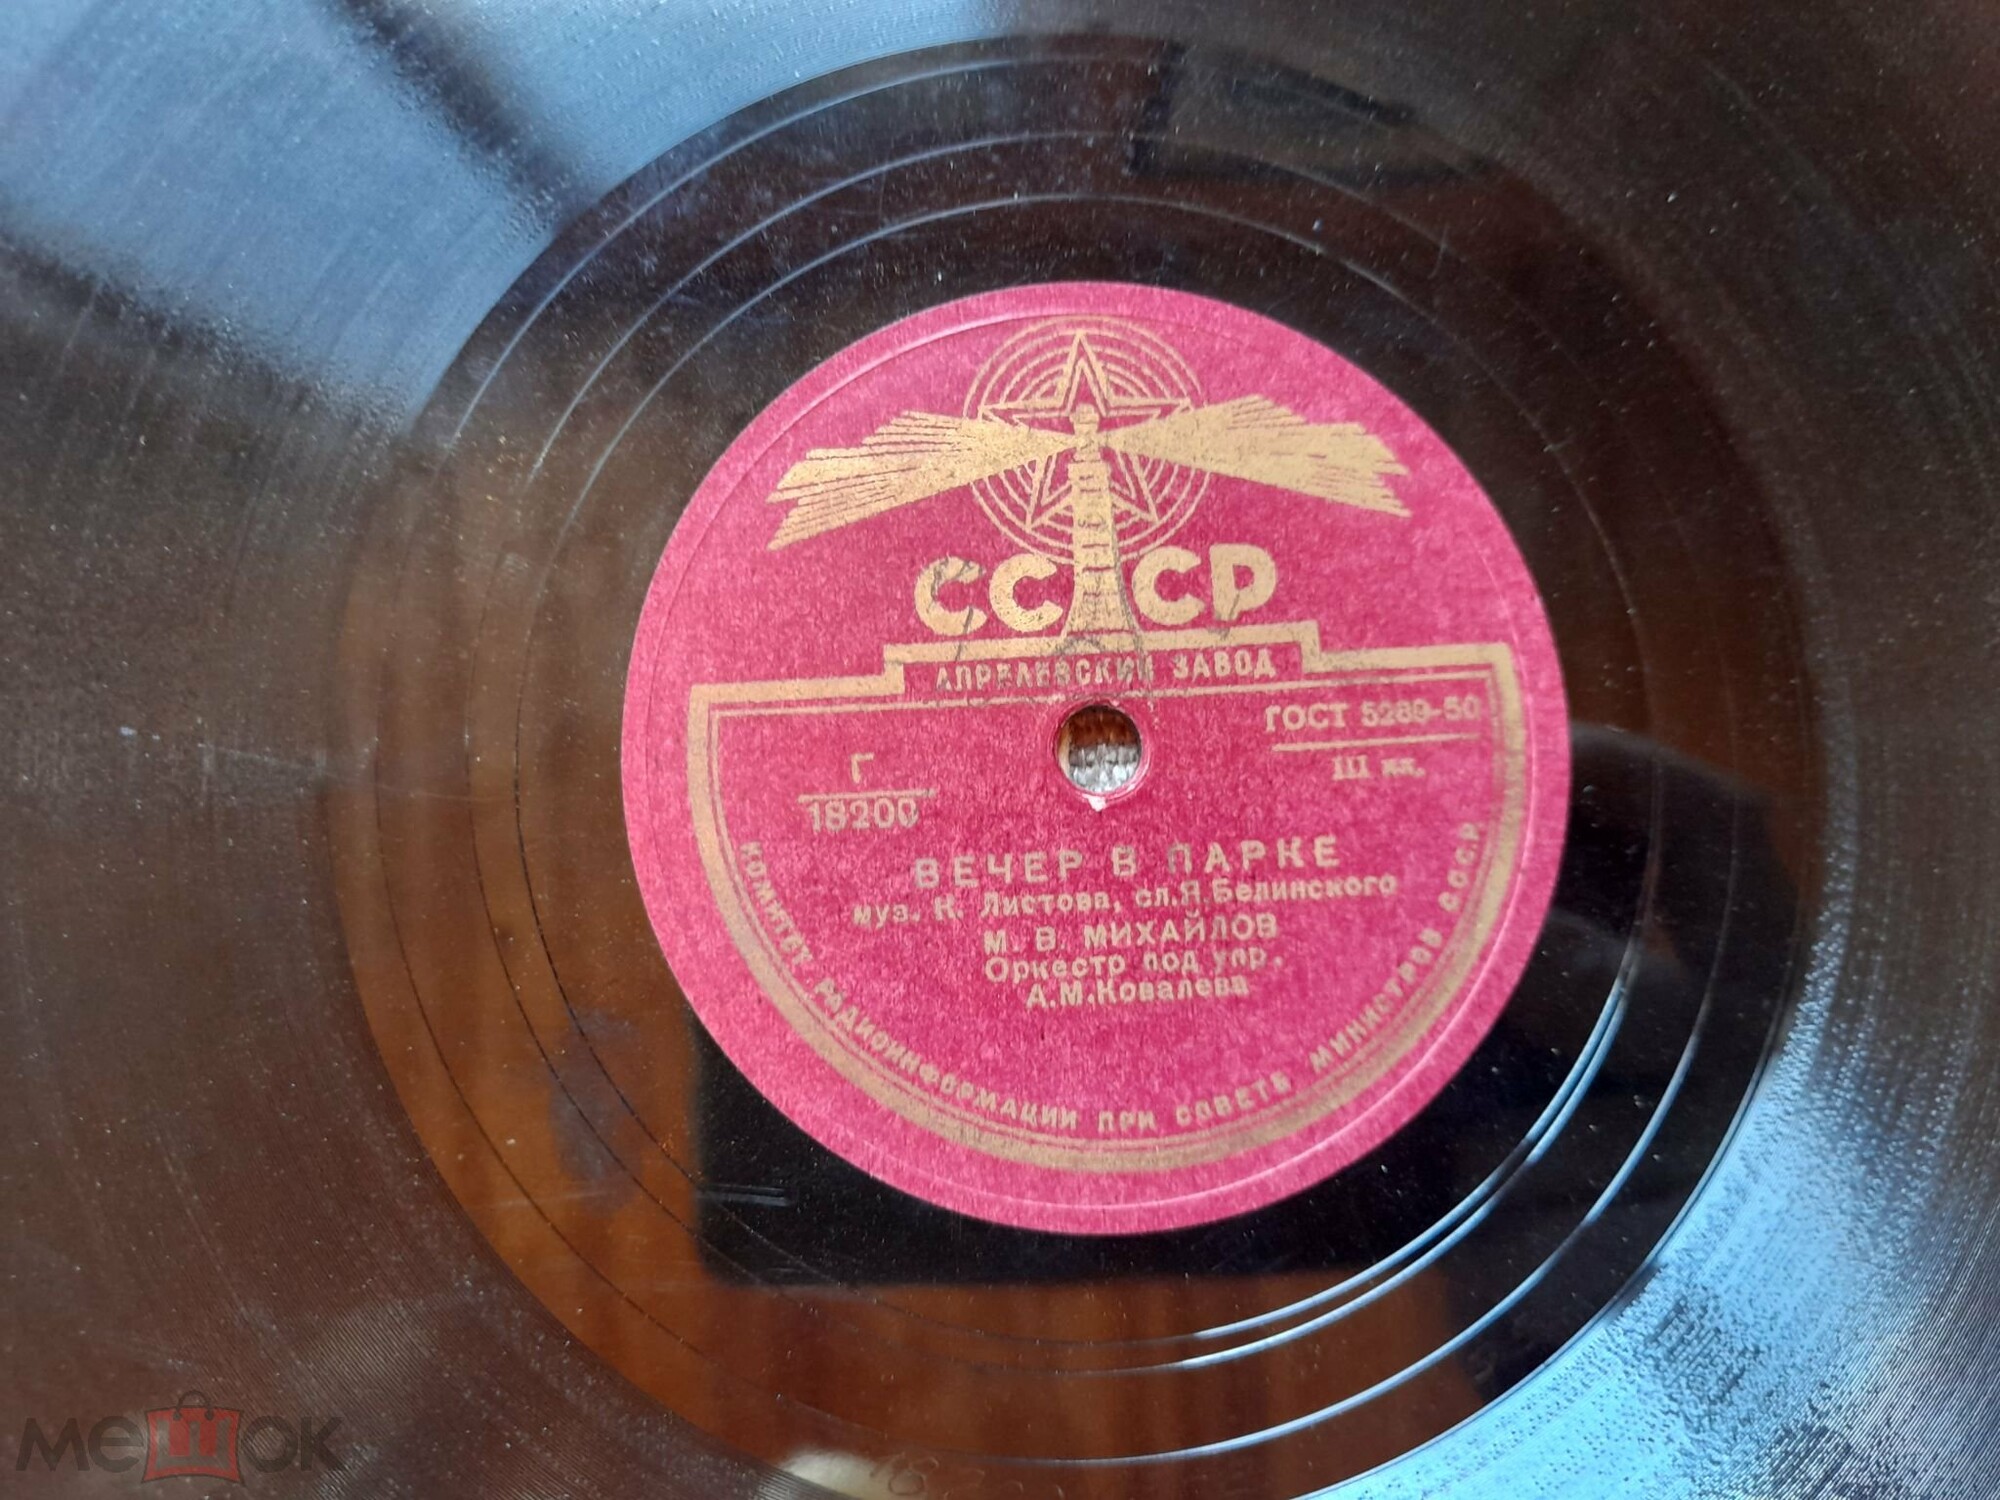 СССР
АПРЕЛЕВСКИЙ ЗАВОД
ГОСТ 5289-50
III кл.
Г
18200
ВЕЧЕР В ПАРКЕ
муз. К. Листова, сл.Я.Белинского
М. В. МИХАЙЛОВ
Оркестр под упр.
А.М.Ковалева
КОМИТЕТ РАДИОИНФОРМАЦИИ ПРИ СОВЕТЕ МИНИСТРОВ СССР
мешок